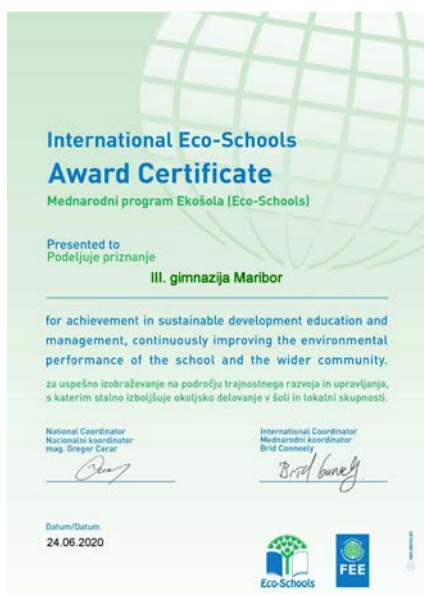 International Eco-Schools
Award Certificate
Mednarodni program Ekošola (Eco-Schools)
Presented to
Podeljuje priznanje
III. gimnazija Maribor
for achievement in sustainable development education and
management, continuously improving the environmental
performance of the school and the wider community.
za uspešno izobraževanje na področju trajnostnega razvoja in upravljanja,
s katerim stalno izboljšuje okoljsko delovanje v šoli in lokalni skupnosti.
National Coordinator
Nacionalni koordinator
mag. Gregor Cerar
International Coordinator
Mednarodni koordinator
Brid Conneely
Datum/Datum
24.06.2020
Eco-Schools
FEE